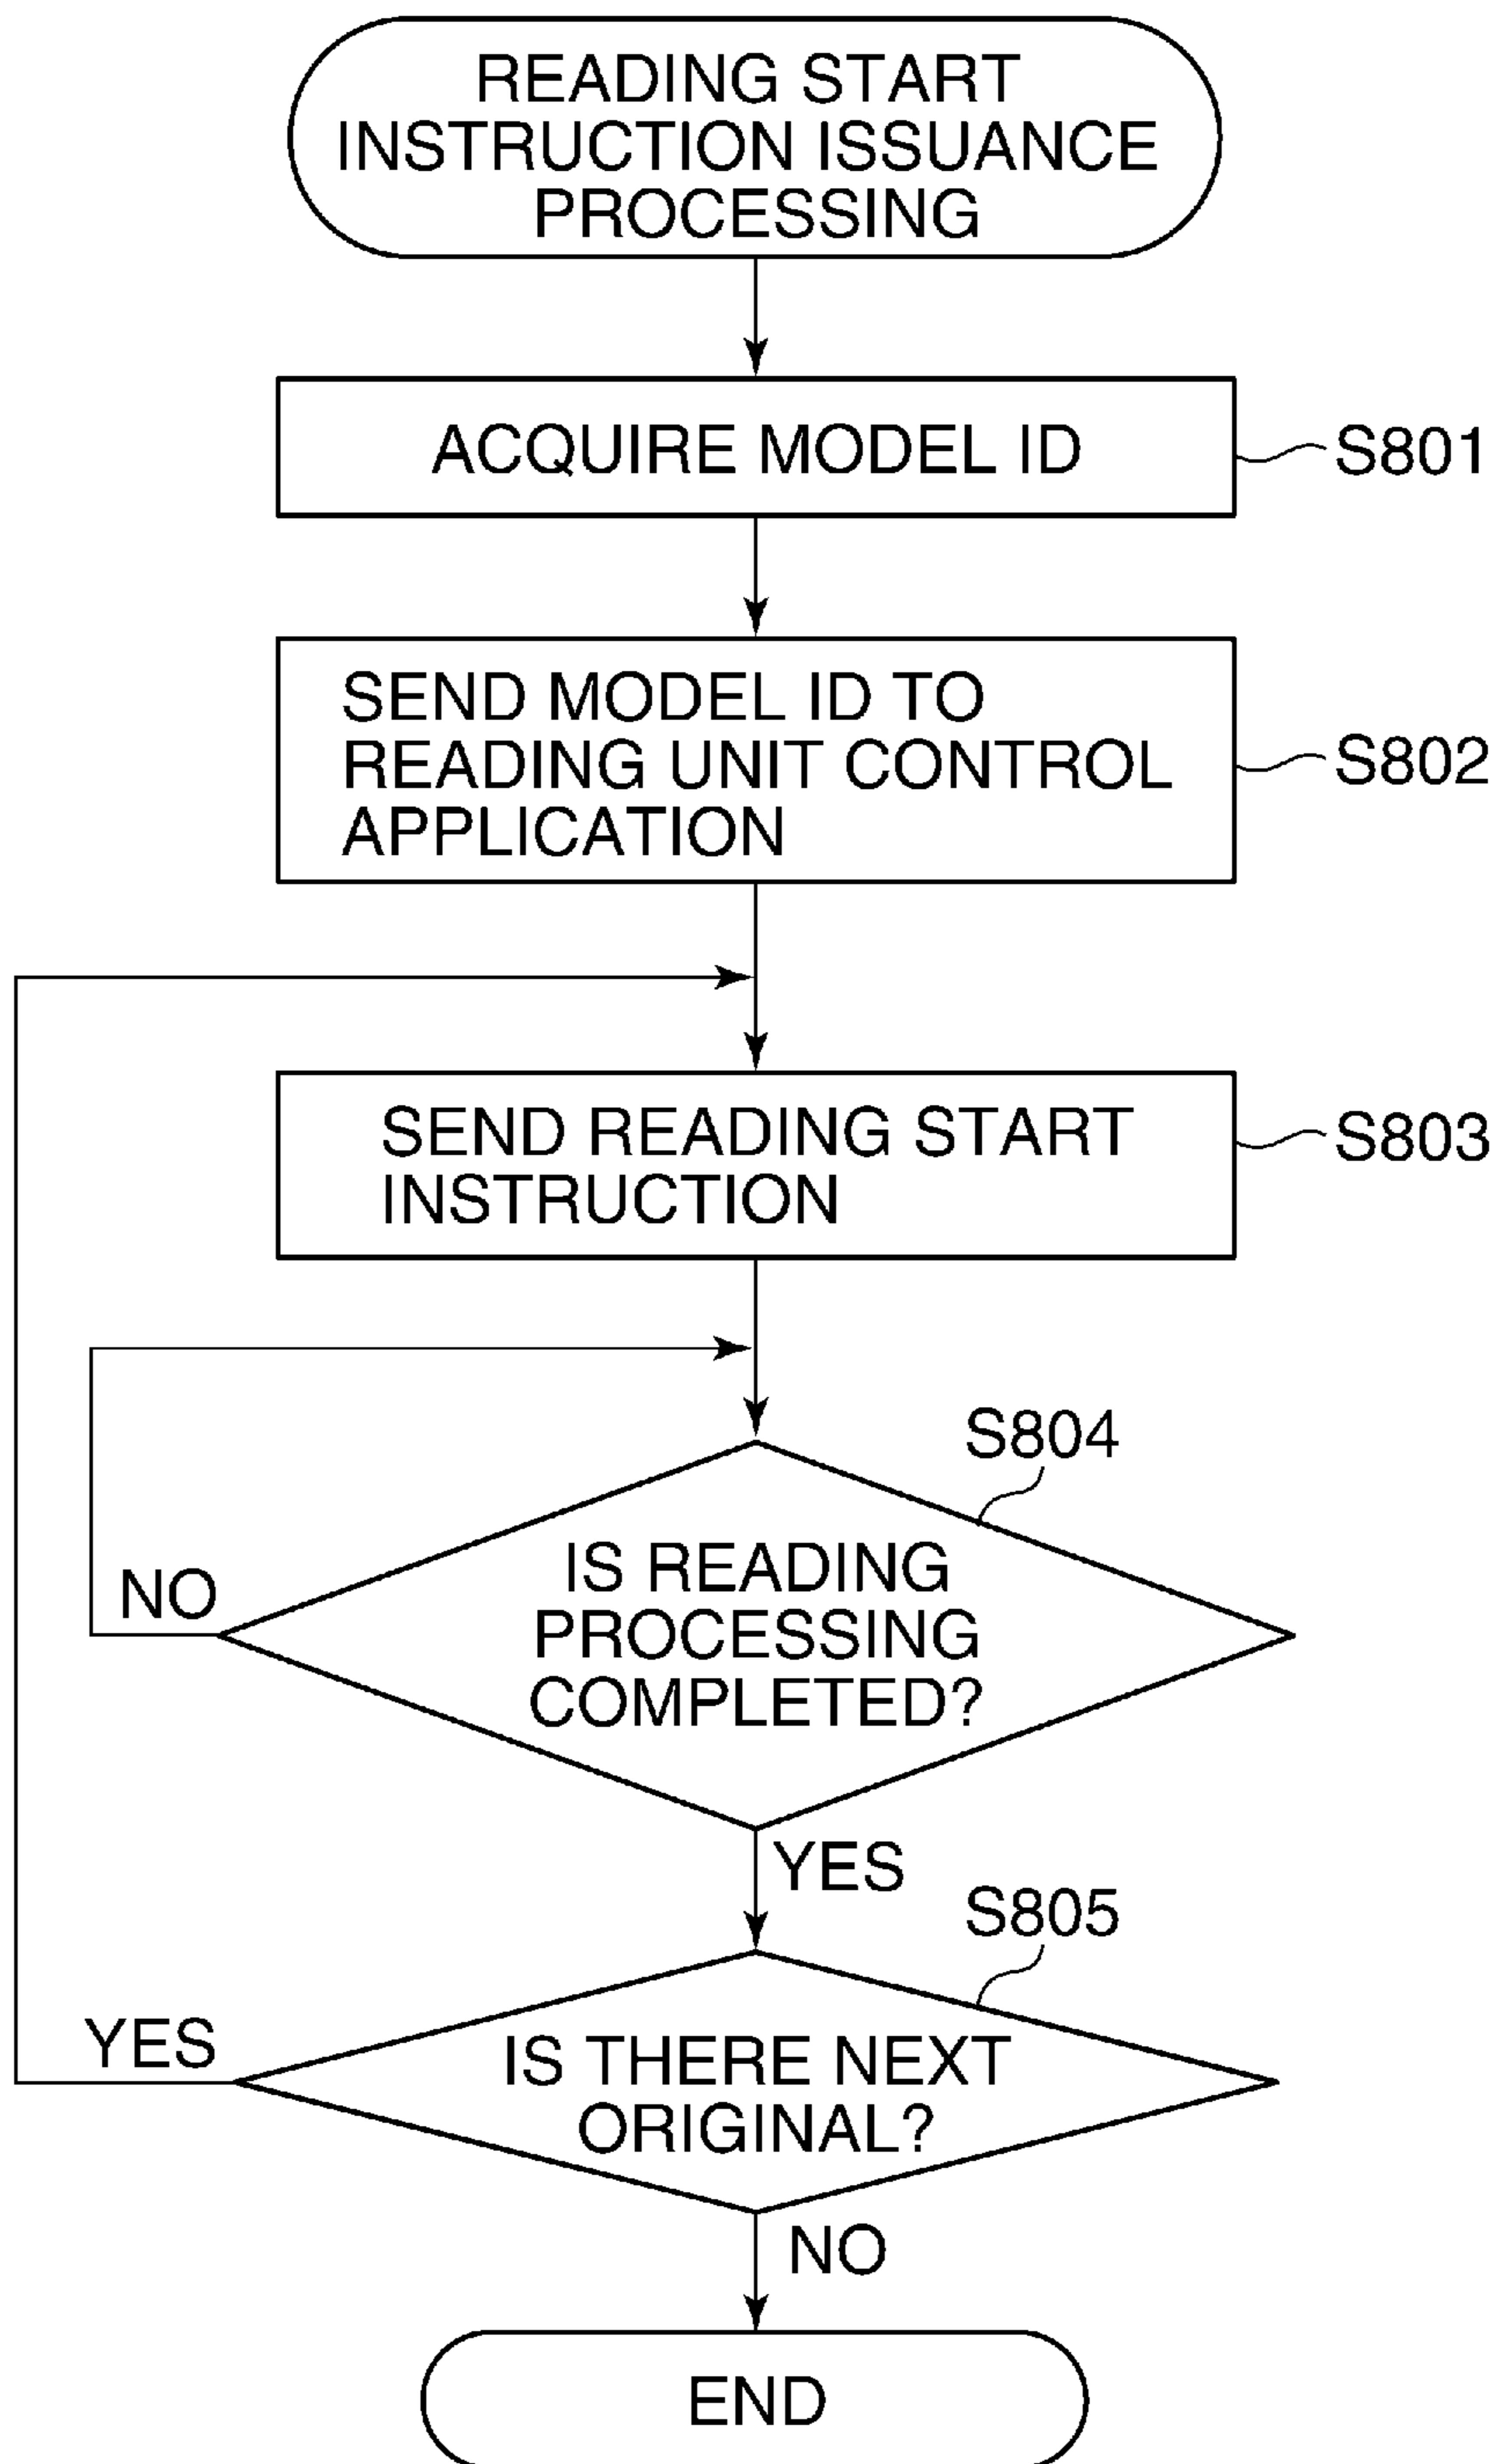 READING START
INSTRUCTION ISSUANCE
PROCESSING
ACQUIRE MODEL ID
S801
SEND MODEL ID TO
READING UNIT CONTROL
APPLICATION
S802
SEND READING START
INSTRUCTION
S803
S804
IS READING
PROCESSING
COMPLETED?
NO
YES
S805
IS THERE NEXT
ORIGINAL?
YES
NO
END